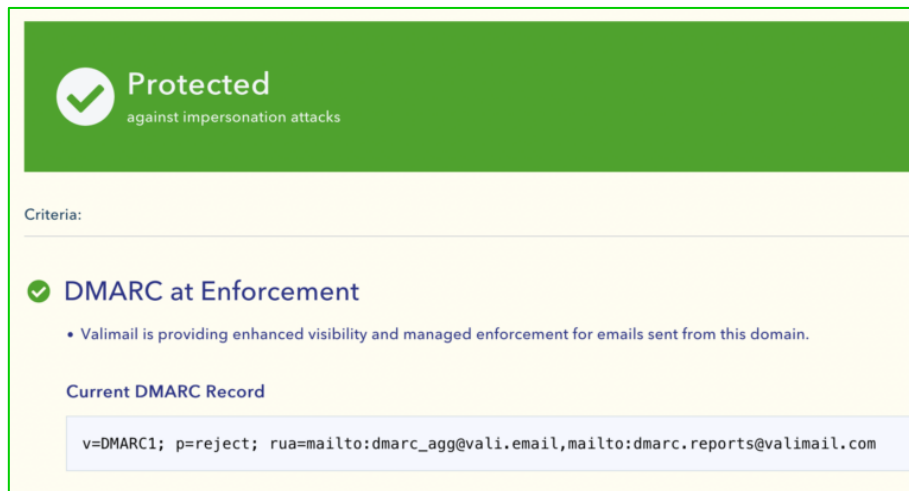 Protected
against impersonation attacks
Criteria:
DMARC at Enforcement
• Valimail is providing enhanced visibility and managed enforcement for emails sent from this domain.
Current DMARC Record
v=DMARC1; p=reject; rua=mailto:dmarc_agg@vali.email,mailto:dmarc.reports@valimail.com